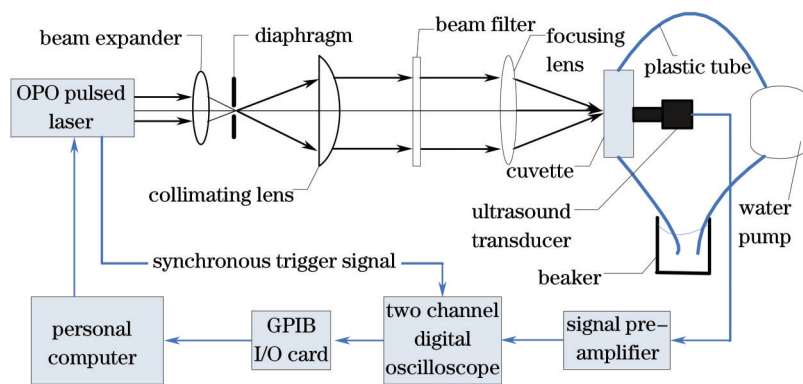 beam expander
diaphragm
beam filter
focusing
lens
plastic tube
OPO pulsed
laser
collimating lens
cuvette
ultrasound
transducer
water
pump
beaker
synchronous trigger signal
personal
computer
GPIB
I/O card
two channel
digital
oscilloscope
signal pre-
amplifier